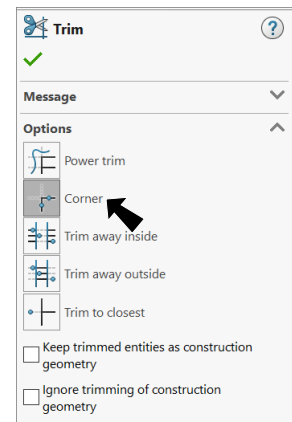 Trim
?
Message
Options
Power trim
Corner
Trim away inside
Trim away outside
Trim to closest
Keep trimmed entities as construction
geometry
Ignore trimming of construction
geometry